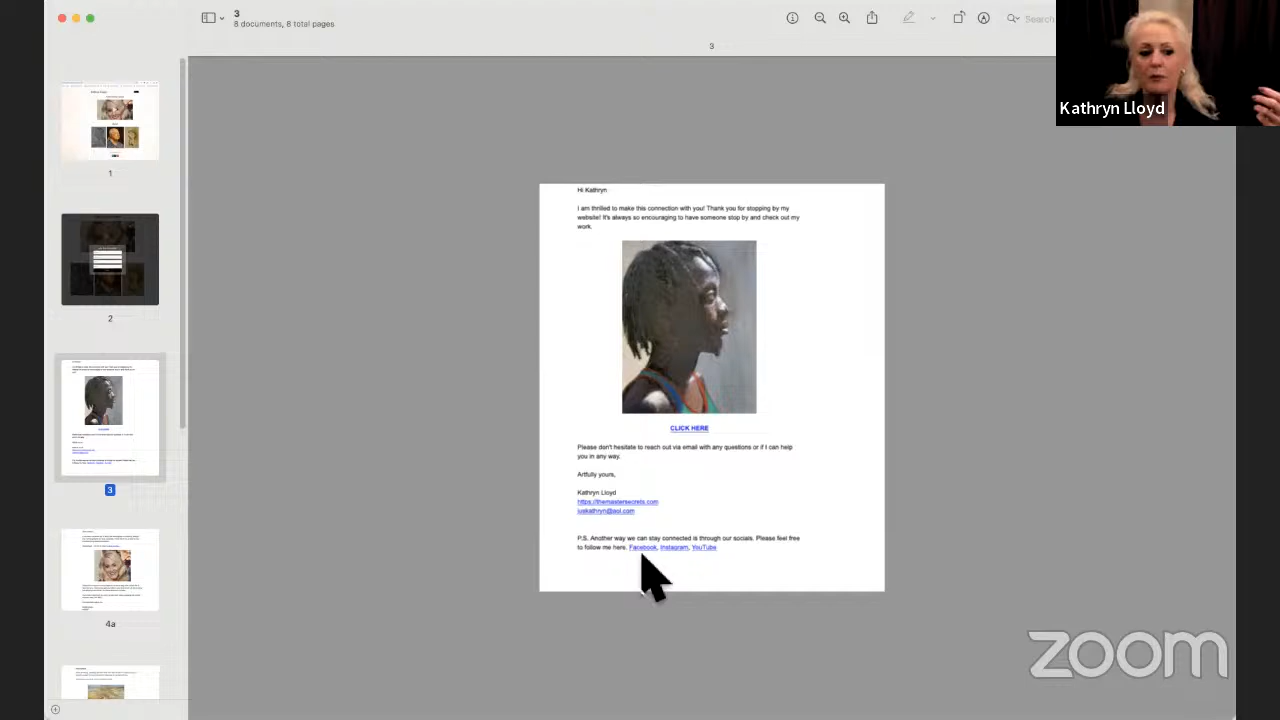 3
8 documents, 8 total pages
Search
3
Kathryn Lloyd
1
2
3
4a
Hi Kathryn
I am thrilled to make this connection with you! Thank you for stopping by my
website! It's always so encouraging to have someone stop by and check out my
work.
CLICK HERE
Please don't hesitate to reach out via email with any questions or if I can help
you in any way.
Artfully yours,
Kathryn Lloyd
https://themastersecrets.com
iuskathryn@aol.com
P.S. Another way we can stay connected is through our socials. Please feel free
to follow me here. Facebook, Instagram, YouTube
zoom